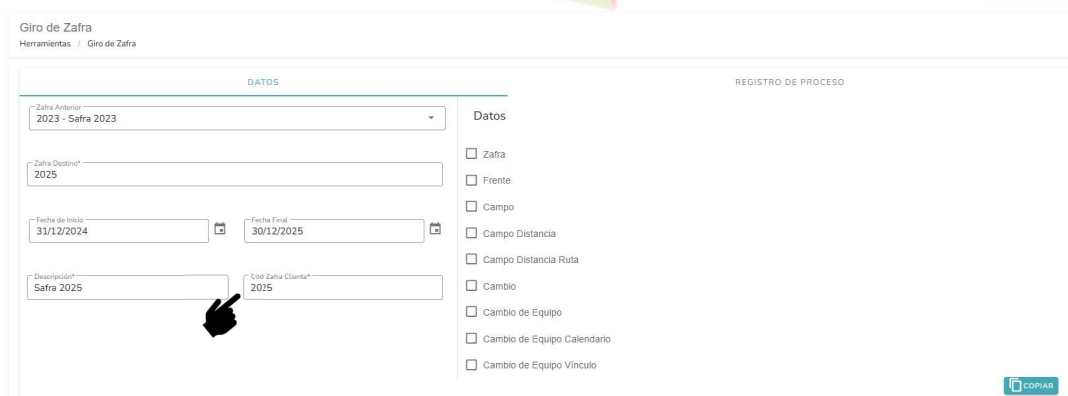 Giro de Zafra
Herramientas / Giro de Zafra
DATOS
REGISTRO DE PROCESO
Zafra Anterior
2023 - Safra 2023
Zafra Destino*
2025
Fecha de Inicio
31/12/2024
Fecha Final
30/12/2025
Descripción*
Safra 2025
Cód Zafra Cliente*
2025
Datos
Zafra
Frente
Campo
Campo Distancia
Campo Distancia Ruta
Cambio
Cambio de Equipo
Cambio de Equipo Calendario
Cambio de Equipo Vínculo
COPIAR